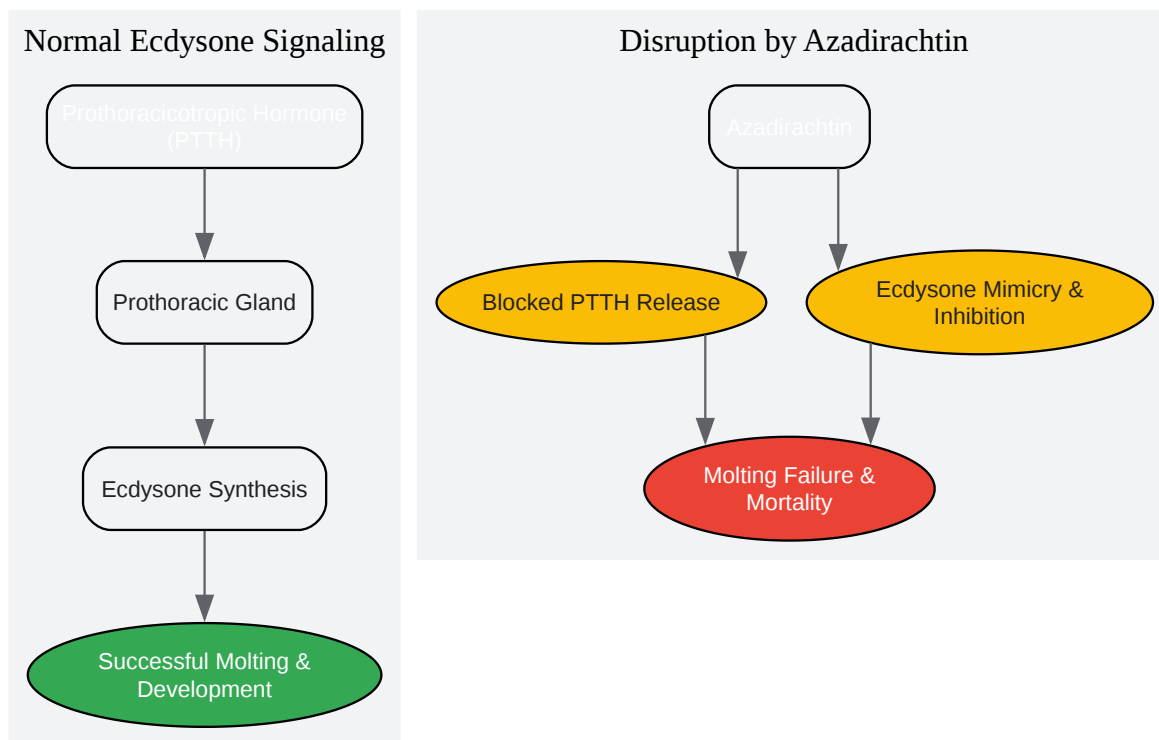 Normal Ecdysone Signaling
Prothoracicotropic Hormone
(PTTH)
Prothoracic Gland
Ecdysone Synthesis
Successful Molting &
Development
Disruption by Azadirachtin
Azadirachtin
Blocked PTTH Release
Ecdysone Mimicry &
Inhibition
Molting Failure &
Mortality